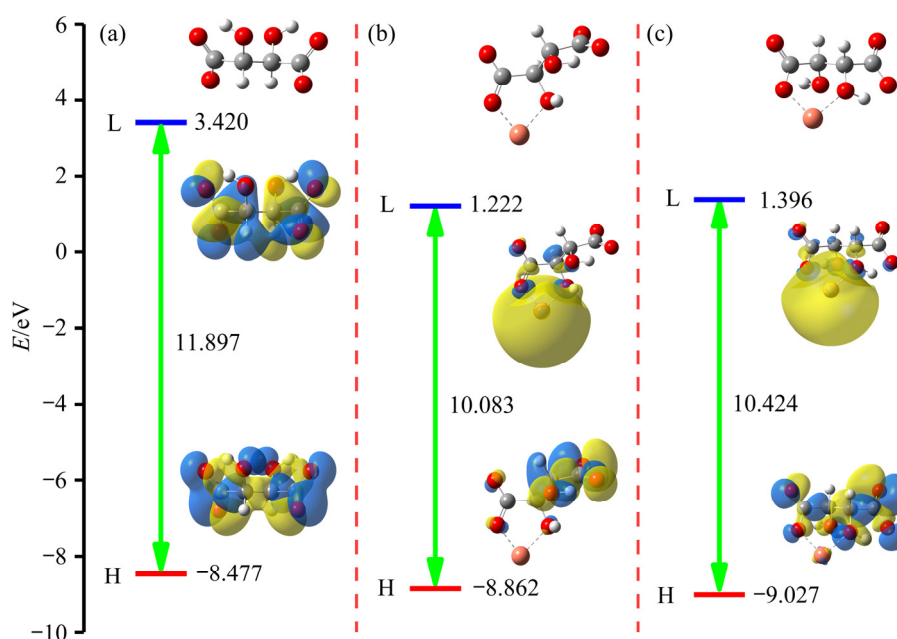 E/eV
6
4
2
0
−2
−4
−6
−8
−10
(a)
L 3.420
11.897
H −8.477
(b)
L 1.222
10.083
H −8.862
(c)
L 1.396
10.424
H −9.027